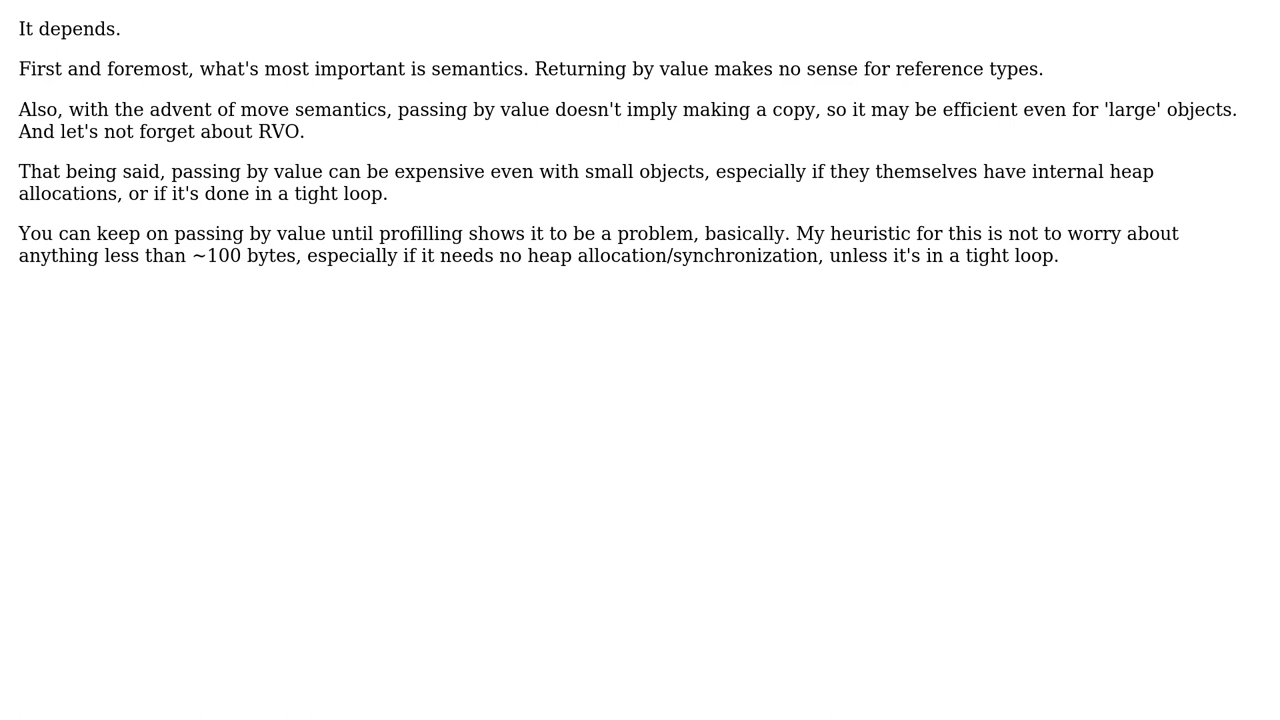 It depends.
First and foremost, what's most important is semantics. Returning by value makes no sense for reference types.
Also, with the advent of move semantics, passing by value doesn't imply making a copy, so it may be efficient even for 'large' objects.
And let's not forget about RVO.
That being said, passing by value can be expensive even with small objects, especially if they themselves have internal heap
allocations, or if it's done in a tight loop.
You can keep on passing by value until profilling shows it to be a problem, basically. My heuristic for this is not to worry about
anything less than ~100 bytes, especially if it needs no heap allocation/synchronization, unless it's in a tight loop.